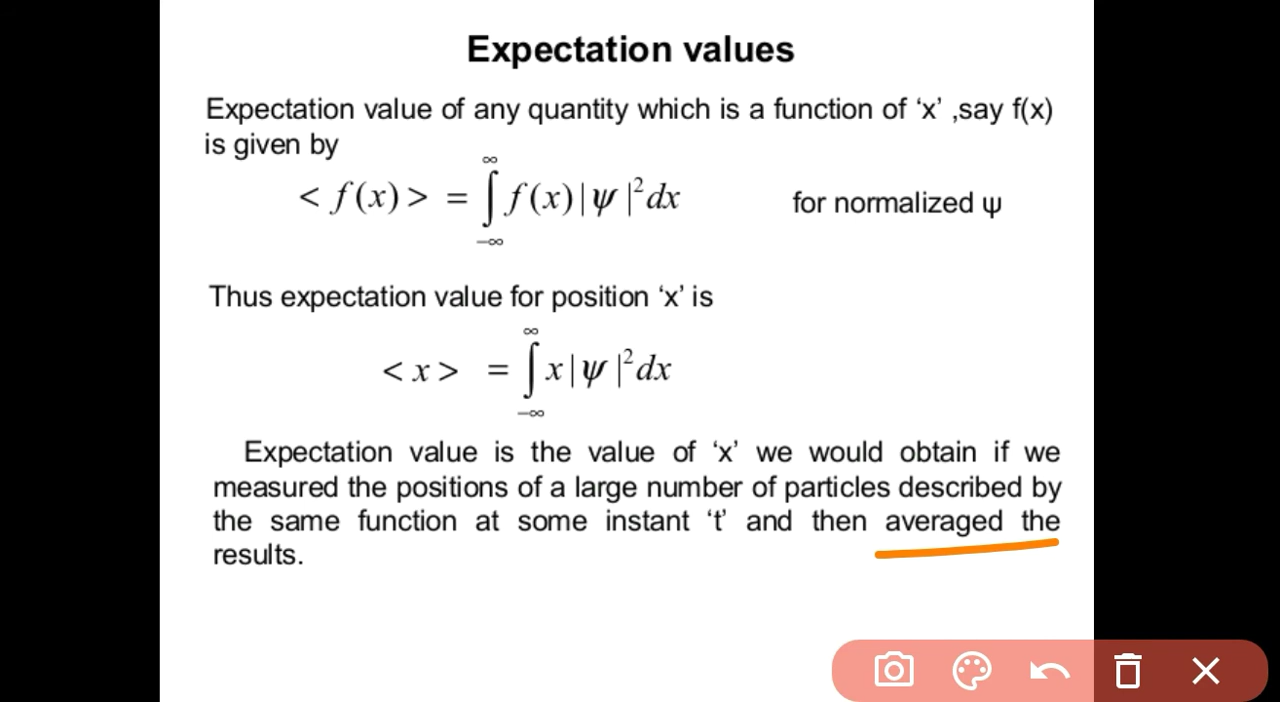 Expectation values
Expectation value of any quantity which is a function of ‘x’ ,say f(x)
is given by
< f(x) > = ∫_{−∞}^{∞} f(x) | ψ |² dx for normalized ψ
Thus expectation value for position ‘x’ is
< x > = ∫_{−∞}^{∞} x | ψ |² dx
Expectation value is the value of ‘x’ we would obtain if we
measured the positions of a large number of particles described by
the same function at some instant ‘t’ and then averaged the
results.